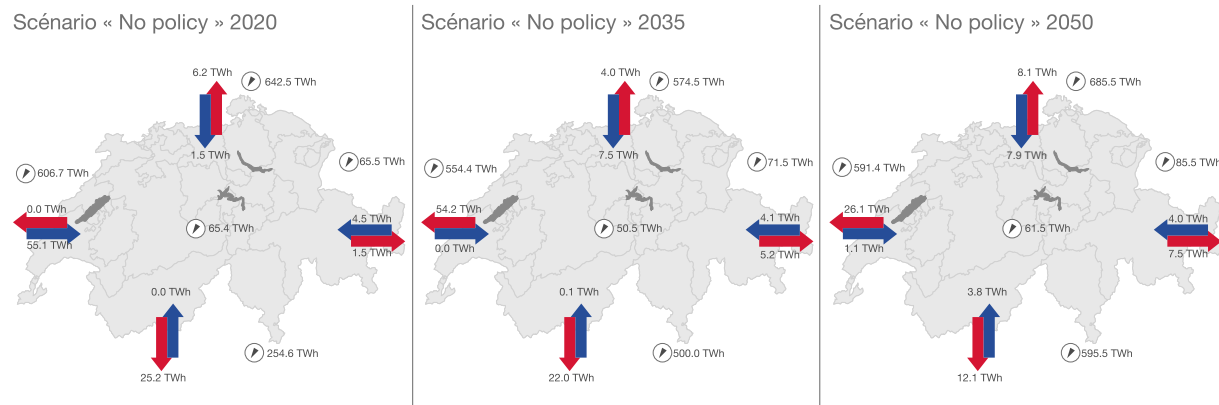 Scénario « No policy » 2020
6.2 TWh
642.5 TWh
1.5 TWh
65.5 TWh
606.7 TWh
0.0 TWh
55.1 TWh
65.4 TWh
4.5 TWh
1.5 TWh
0.0 TWh
254.6 TWh
25.2 TWh
Scénario « No policy » 2035
4.0 TWh
574.5 TWh
7.5 TWh
71.5 TWh
554.4 TWh
54.2 TWh
0.0 TWh
50.5 TWh
4.1 TWh
5.2 TWh
0.1 TWh
500.0 TWh
22.0 TWh
Scénario « No policy » 2050
8.1 TWh
685.5 TWh
7.9 TWh
85.5 TWh
591.4 TWh
26.1 TWh
1.1 TWh
61.5 TWh
4.0 TWh
7.5 TWh
3.8 TWh
595.5 TWh
12.1 TWh